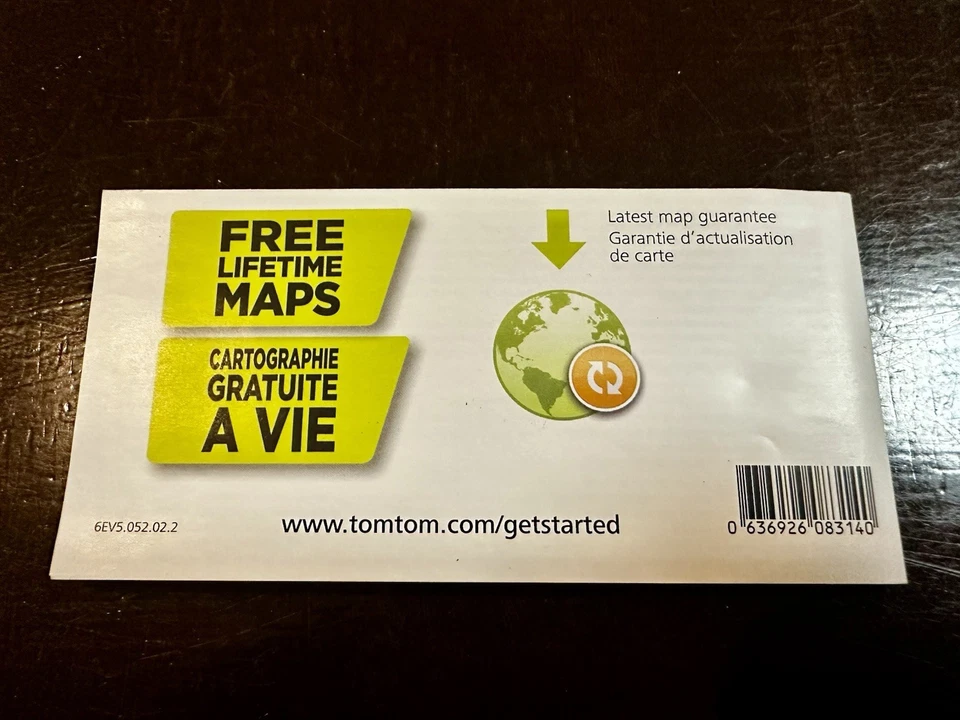 FREE
LIFETIME
MAPS
CARTOGRAPHIE
GRATUITE
A VIE
Latest map guarantee
Garantie d'actualisation
de carte
6EV5.052.02.2
www.tomtom.com/getstarted
0 636926 083140